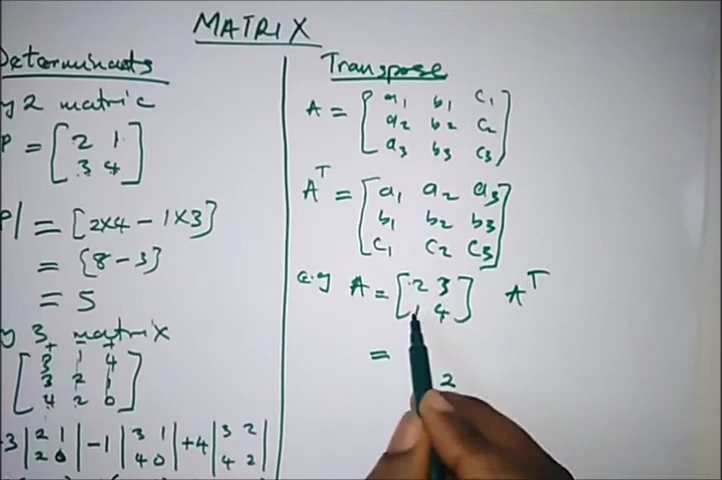 MATRIX
Determinants
y 2 matric
P = [2 1
3 4]
P| = [2×4 - 1×3]
= {8 - 3}
= 5
y 3 matrix
+ - +
[3 1 4
3 2 1
4 2 0]
3 |2 1
2 0| -1 |3 1
4 0| +4 |3 2
4 2|
Transpose
A = [a₁ b₁ c₁
a₂ b₂ c₂
a₃ b₃ c₃]
Aᵀ = [a₁ a₂ a₃
b₁ b₂ b₃
c₁ c₂ c₃]
e.g A = [2 3
1 4] Aᵀ
=
2